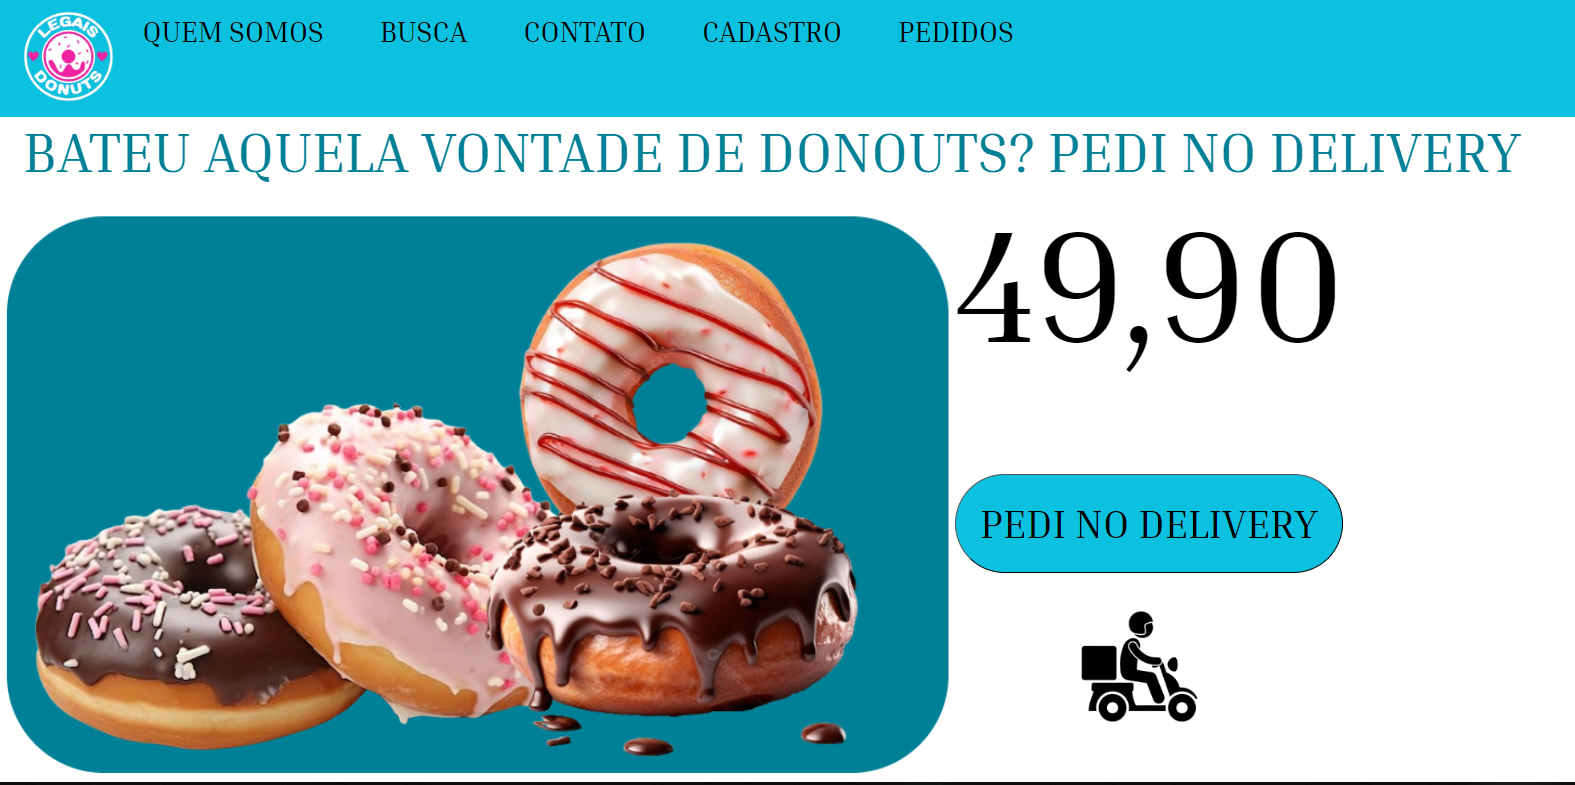 LEGAIS
DONUTS
QUEM SOMOS BUSCA CONTATO CADASTRO PEDIDOS
BATEU AQUELA VONTADE DE DONOUTS? PEDI NO DELIVERY
49,90
PEDI NO DELIVERY